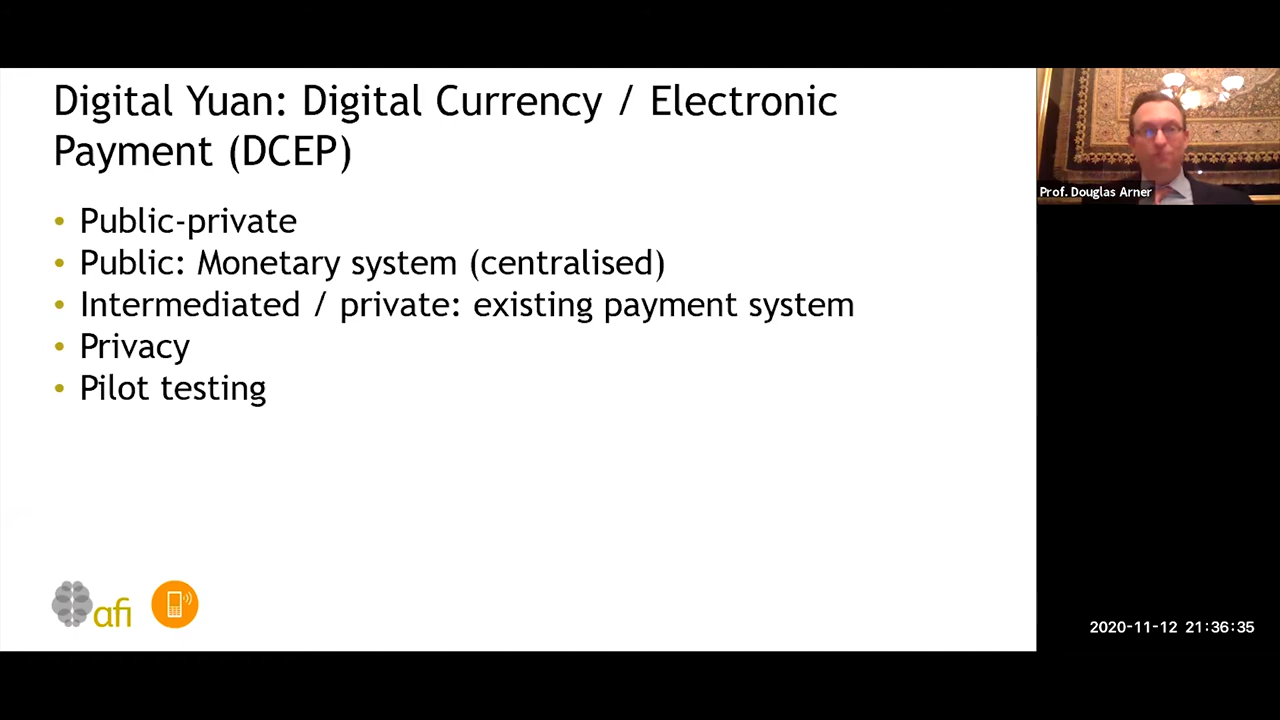 Digital Yuan: Digital Currency / Electronic
Payment (DCEP)
• Public-private
• Public: Monetary system (centralised)
• Intermediated / private: existing payment system
• Privacy
• Pilot testing
afi
Prof. Douglas Arner
2020-11-12 21:36:35